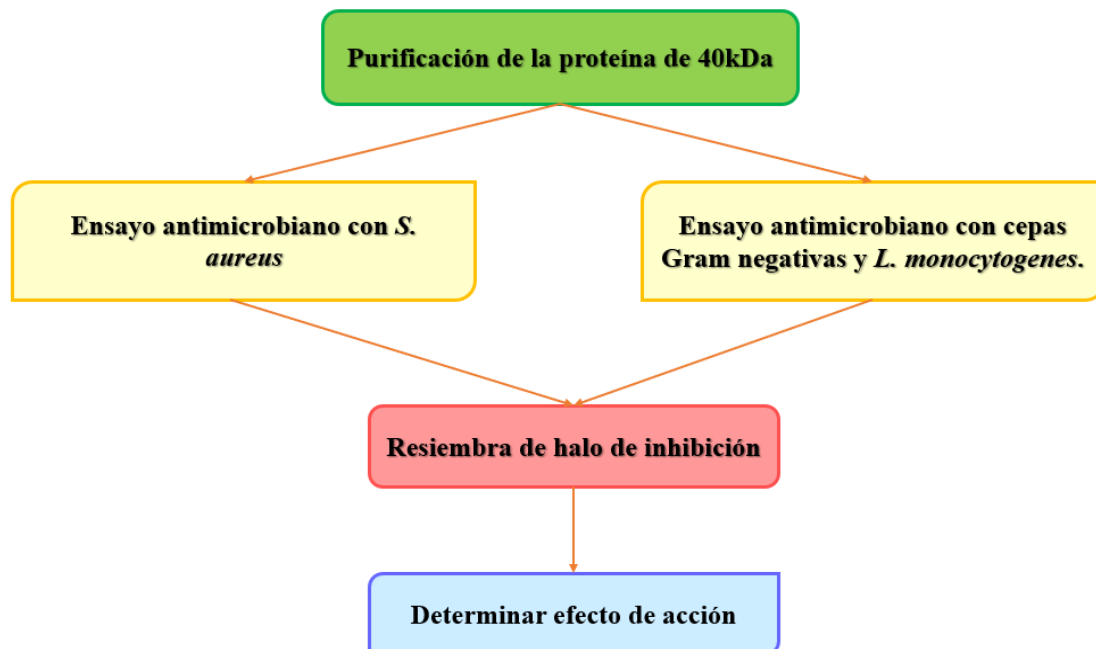 Purificación de la proteína de 40kDa
Ensayo antimicrobiano con S.
aureus
Ensayo antimicrobiano con cepas
Gram negativas y L. monocytogenes.
Resiembra de halo de inhibición
Determinar efecto de acción